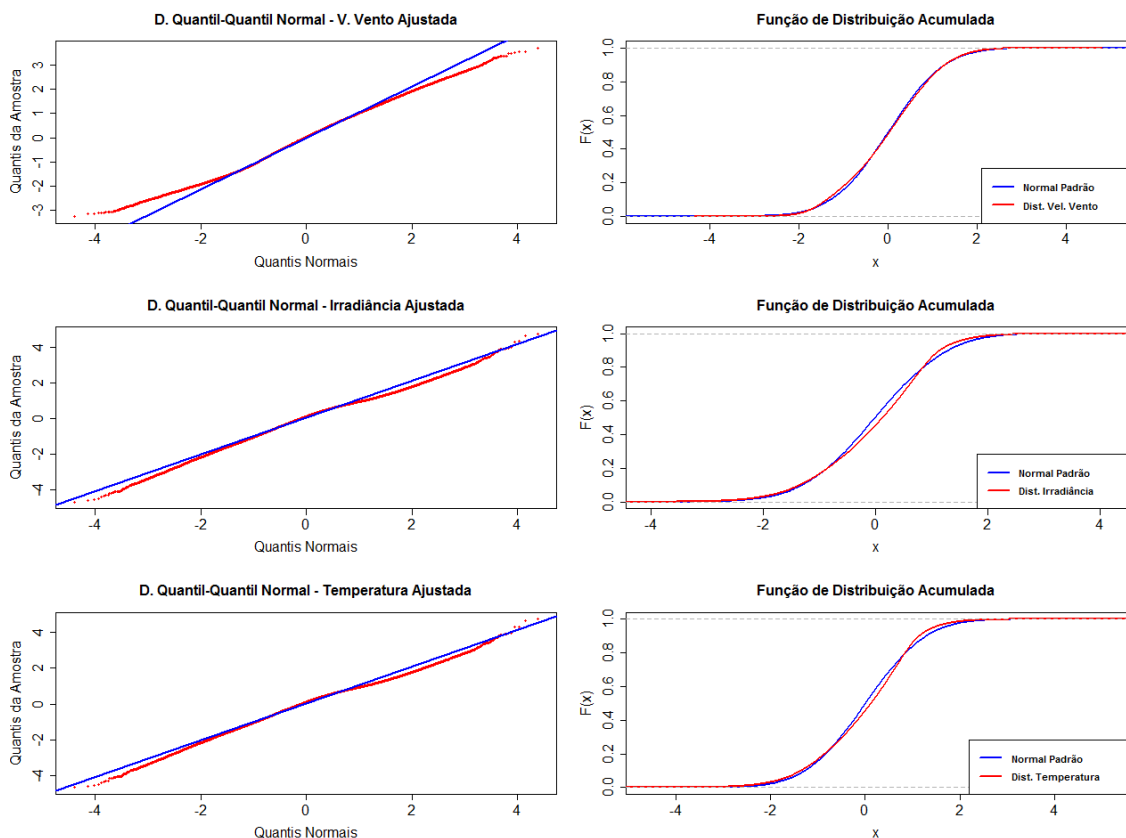 D. Quantil-Quantil Normal - V. Vento Ajustada
Quantis da Amostra
3
2
1
0
-1
-2
-3
-4 -2 0 2 4
Quantis Normais
Função de Distribuição Acumulada
F(x)
1.0
0.8
0.6
0.4
0.2
0.0
Normal Padrão
Dist. Vel. Vento
-4 -2 0 2 4
x
D. Quantil-Quantil Normal - Irradiância Ajustada
Quantis da Amostra
4
2
0
-2
-4
-4 -2 0 2 4
Quantis Normais
Função de Distribuição Acumulada
F(x)
1.0
0.8
0.6
0.4
0.2
0.0
Normal Padrão
Dist. Irradiância
-4 -2 0 2 4
x
D. Quantil-Quantil Normal - Temperatura Ajustada
Quantis da Amostra
4
2
0
-2
-4
-4 -2 0 2 4
Quantis Normais
Função de Distribuição Acumulada
F(x)
1.0
0.8
0.6
0.4
0.2
0.0
Normal Padrão
Dist. Temperatura
-4 -2 0 2 4
x